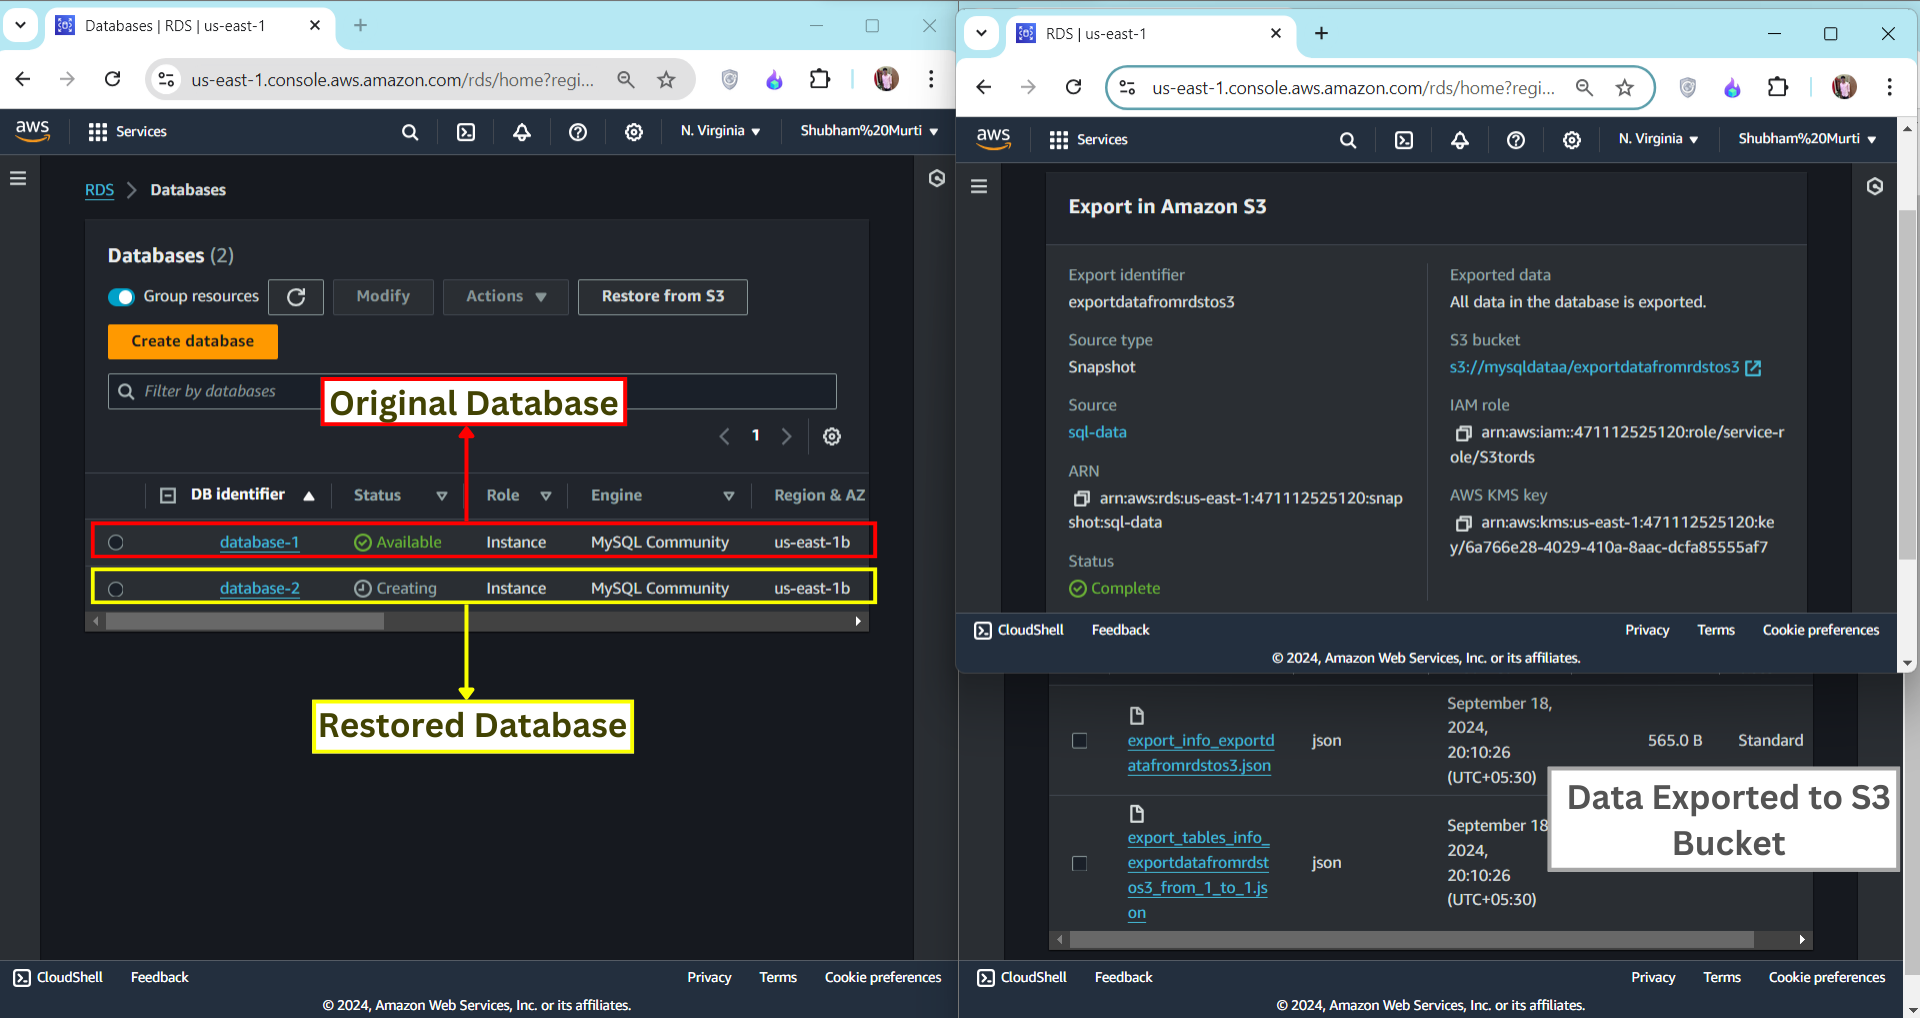 Databases | RDS | us-east-1
us-east-1.console.aws.amazon.com/rds/home?regi...
aws
Services
N. Virginia
Shubham%20Murti
RDS
Databases
Databases (2)
Group resources
Modify
Actions
Restore from S3
Create database
Filter by databases
Original Database
1
DB identifier
Status
Role
Engine
Region & AZ
database-1
Available
Instance
MySQL Community
us-east-1b
database-2
Creating
Instance
MySQL Community
us-east-1b
Restored Database
CloudShell
Feedback
Privacy
Terms
Cookie preferences
© 2024, Amazon Web Services, Inc. or its affiliates.
RDS | us-east-1
us-east-1.console.aws.amazon.com/rds/home?regi...
aws
Services
N. Virginia
Shubham%20Murti
Export in Amazon S3
Export identifier
exportdatafromrdstos3
Source type
Snapshot
Source
sql-data
ARN
arn:aws:rds:us-east-1:471112525120:snap
shot:sql-data
Status
Complete
Exported data
All data in the database is exported.
S3 bucket
s3://mysqldataa/exportdatafromrdstos3
IAM role
arn:aws:iam::471112525120:role/service-r
ole/S3tords
AWS KMS key
arn:aws:kms:us-east-1:471112525120:ke
y/6a766e28-4029-410a-8aac-dcfa85555af7
CloudShell
Feedback
Privacy
Terms
Cookie preferences
© 2024, Amazon Web Services, Inc. or its affiliates.
export_info_exportd
atafromrdstos3.json
json
September 18,
2024,
20:10:26
(UTC+05:30)
565.0 B
Standard
export_tables_info_
exportdatafromrdst
os3_from_1_to_1.js
on
json
September 18
2024,
20:10:26
(UTC+05:30)
Data Exported to S3
Bucket
CloudShell
Feedback
Privacy
Terms
Cookie preferences
© 2024, Amazon Web Services, Inc. or its affiliates.